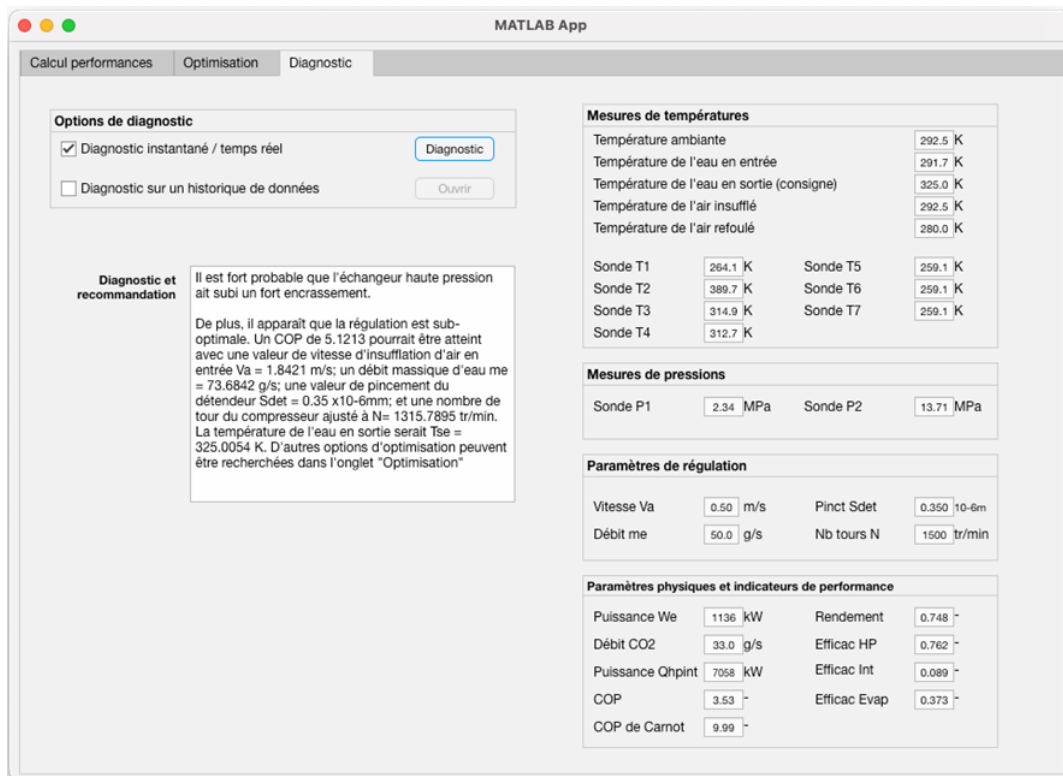 MATLAB App
Calcul performances Optimisation Diagnostic
Options de diagnostic
Diagnostic instantané / temps réel Diagnostic
Diagnostic sur un historique de données Ouvrir
Diagnostic et
recommandation
Il est fort probable que l'échangeur haute pression
ait subi un fort encrassement.
De plus, il apparaît que la régulation est sub-
optimale. Un COP de 5.1213 pourrait être atteint
avec une valeur de vitesse d'insufflation d'air en
entrée Va = 1.8421 m/s; un débit massique d'eau me
= 73.6842 g/s; une valeur de pincement du
détendeur Sdet = 0.35 x10-6mm; et une nombre de
tour du compresseur ajusté à N= 1315.7895 tr/min.
La température de l'eau en sortie serait Tse =
325.0054 K. D'autres options d'optimisation peuvent
être recherchées dans l'onglet "Optimisation"
Mesures de températures
Température ambiante 292.5 K
Température de l'eau en entrée 291.7 K
Température de l'eau en sortie (consigne) 325.0 K
Température de l'air insufflé 292.5 K
Température de l'air refoulé 280.0 K
Sonde T1 264.1 K Sonde T5 259.1 K
Sonde T2 389.7 K Sonde T6 259.1 K
Sonde T3 314.9 K Sonde T7 259.1 K
Sonde T4 312.7 K
Mesures de pressions
Sonde P1 2.34 MPa Sonde P2 13.71 MPa
Paramètres de régulation
Vitesse Va 0.50 m/s Pinct Sdet 0.350 10-6m
Débit me 50.0 g/s Nb tours N 1500 tr/min
Paramètres physiques et indicateurs de performance
Puissance We 1136 kW Rendement 0.748 -
Débit CO2 33.0 g/s Efficac HP 0.762 -
Puissance Qhpint 7058 kW Efficac Int 0.089 -
COP 3.53 - Efficac Evap 0.373 -
COP de Carnot 9.99 -